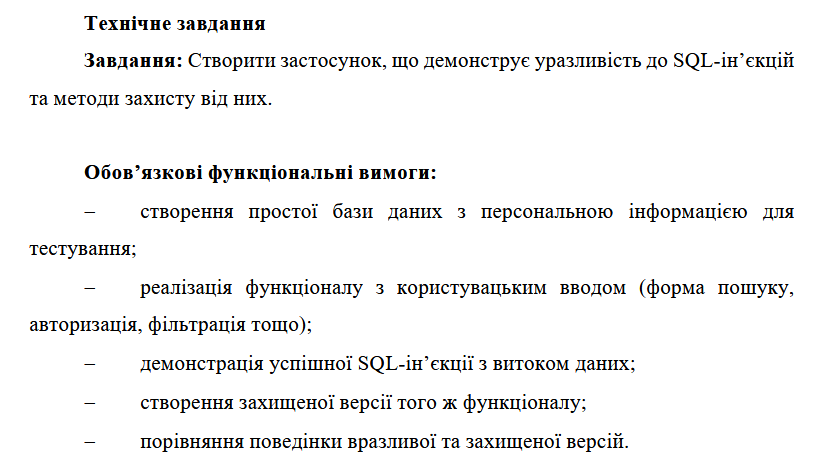 Технічне завдання
Завдання: Створити застосунок, що демонструє уразливість до SQL-ін’єкцій
та методи захисту від них.
Обов’язкові функціональні вимоги:
– створення простої бази даних з персональною інформацією для
тестування;
– реалізація функціоналу з користувацьким вводом (форма пошуку,
авторизація, фільтрація тощо);
– демонстрація успішної SQL-ін’єкції з витоком даних;
– створення захищеної версії того ж функціоналу;
– порівняння поведінки вразливої та захищеної версій.